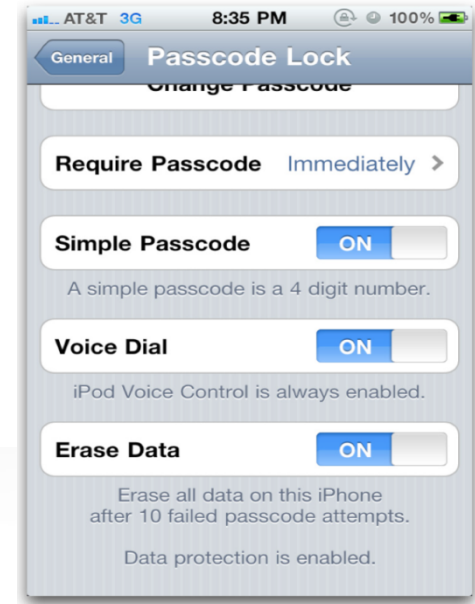 AT&T 3G 8:35 PM 100%
General Passcode Lock
Change Passcode
Require Passcode Immediately
Simple Passcode ON
A simple passcode is a 4 digit number.
Voice Dial ON
iPod Voice Control is always enabled.
Erase Data ON
Erase all data on this iPhone
after 10 failed passcode attempts.
Data protection is enabled.